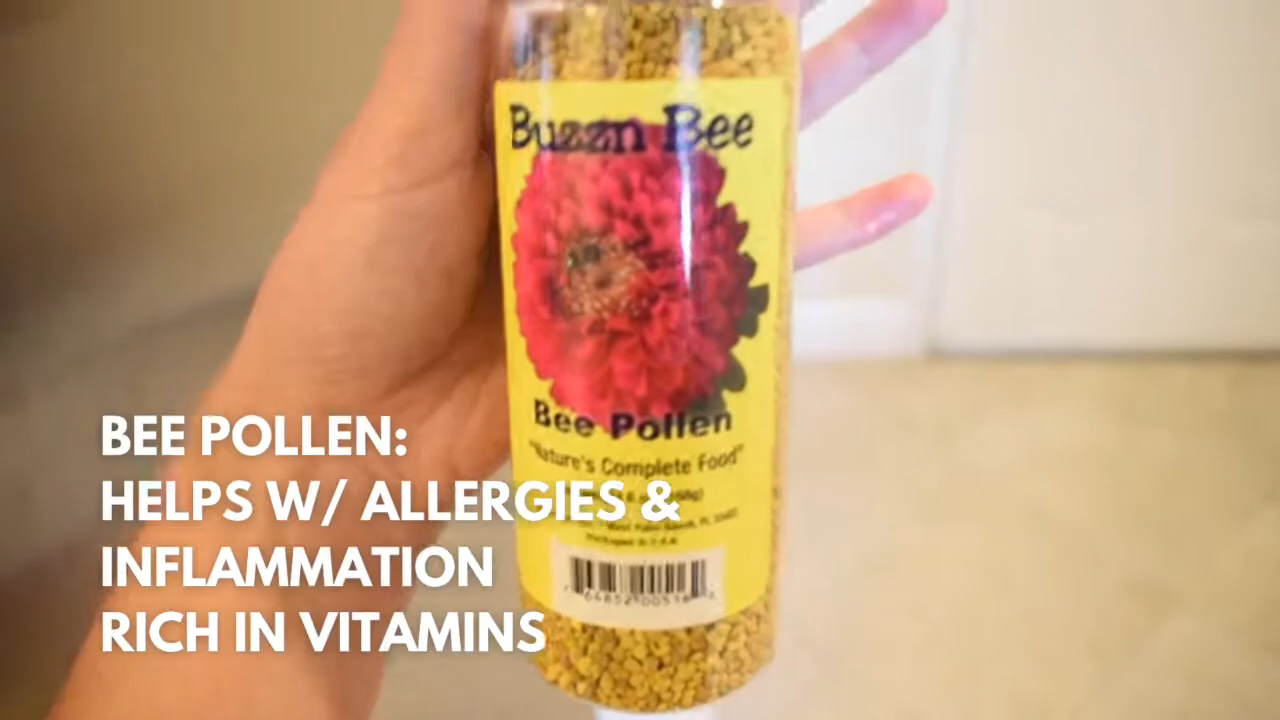 Buzzn Bee
Bee Pollen
"Nature's Complete Food"
BEE POLLEN:
HELPS W/ ALLERGIES &
INFLAMMATION
RICH IN VITAMINS